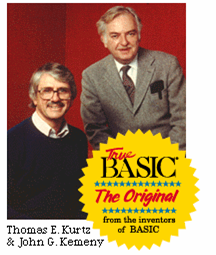 True
BASIC
The Original
from the inventors
of BASIC
Thomas E. Kurtz
& John G. Kemeny